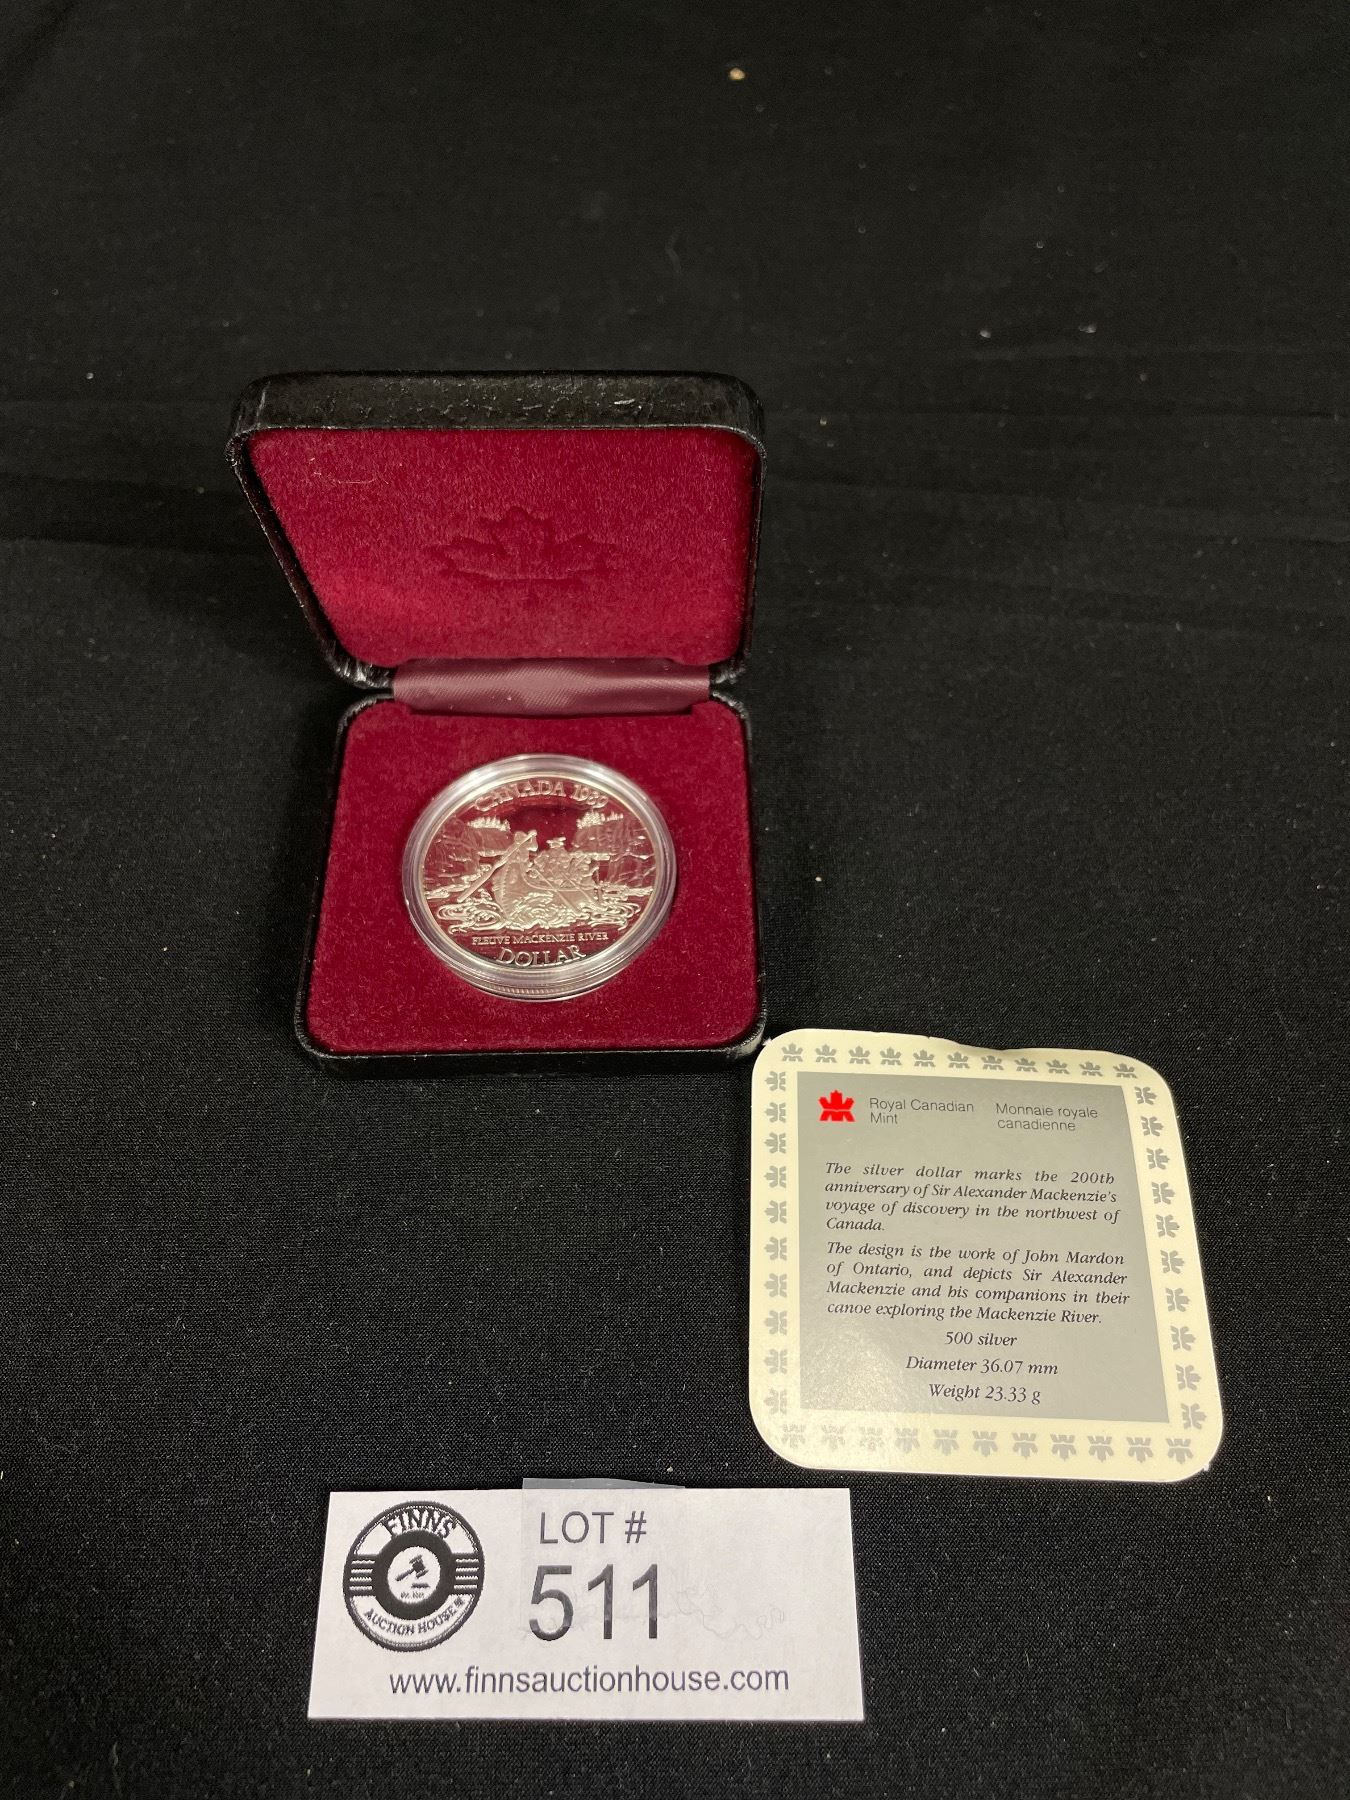 CANADA 1989
FLEUVE MACKENZIE RIVER
DOLLAR
Royal Canadian
Mint
Monnaie royale
canadienne
The silver dollar marks the 200th
anniversary of Sir Alexander Mackenzie's
voyage of discovery in the northwest of
Canada.
The design is the work of John Mardon
of Ontario, and depicts Sir Alexander
Mackenzie and his companions in their
canoe exploring the Mackenzie River.
500 silver
Diameter 36.07 mm
Weight 23.33 g
FINNS
AUCTION HOUSE
LOT #
511
www.finnsauctionhouse.com